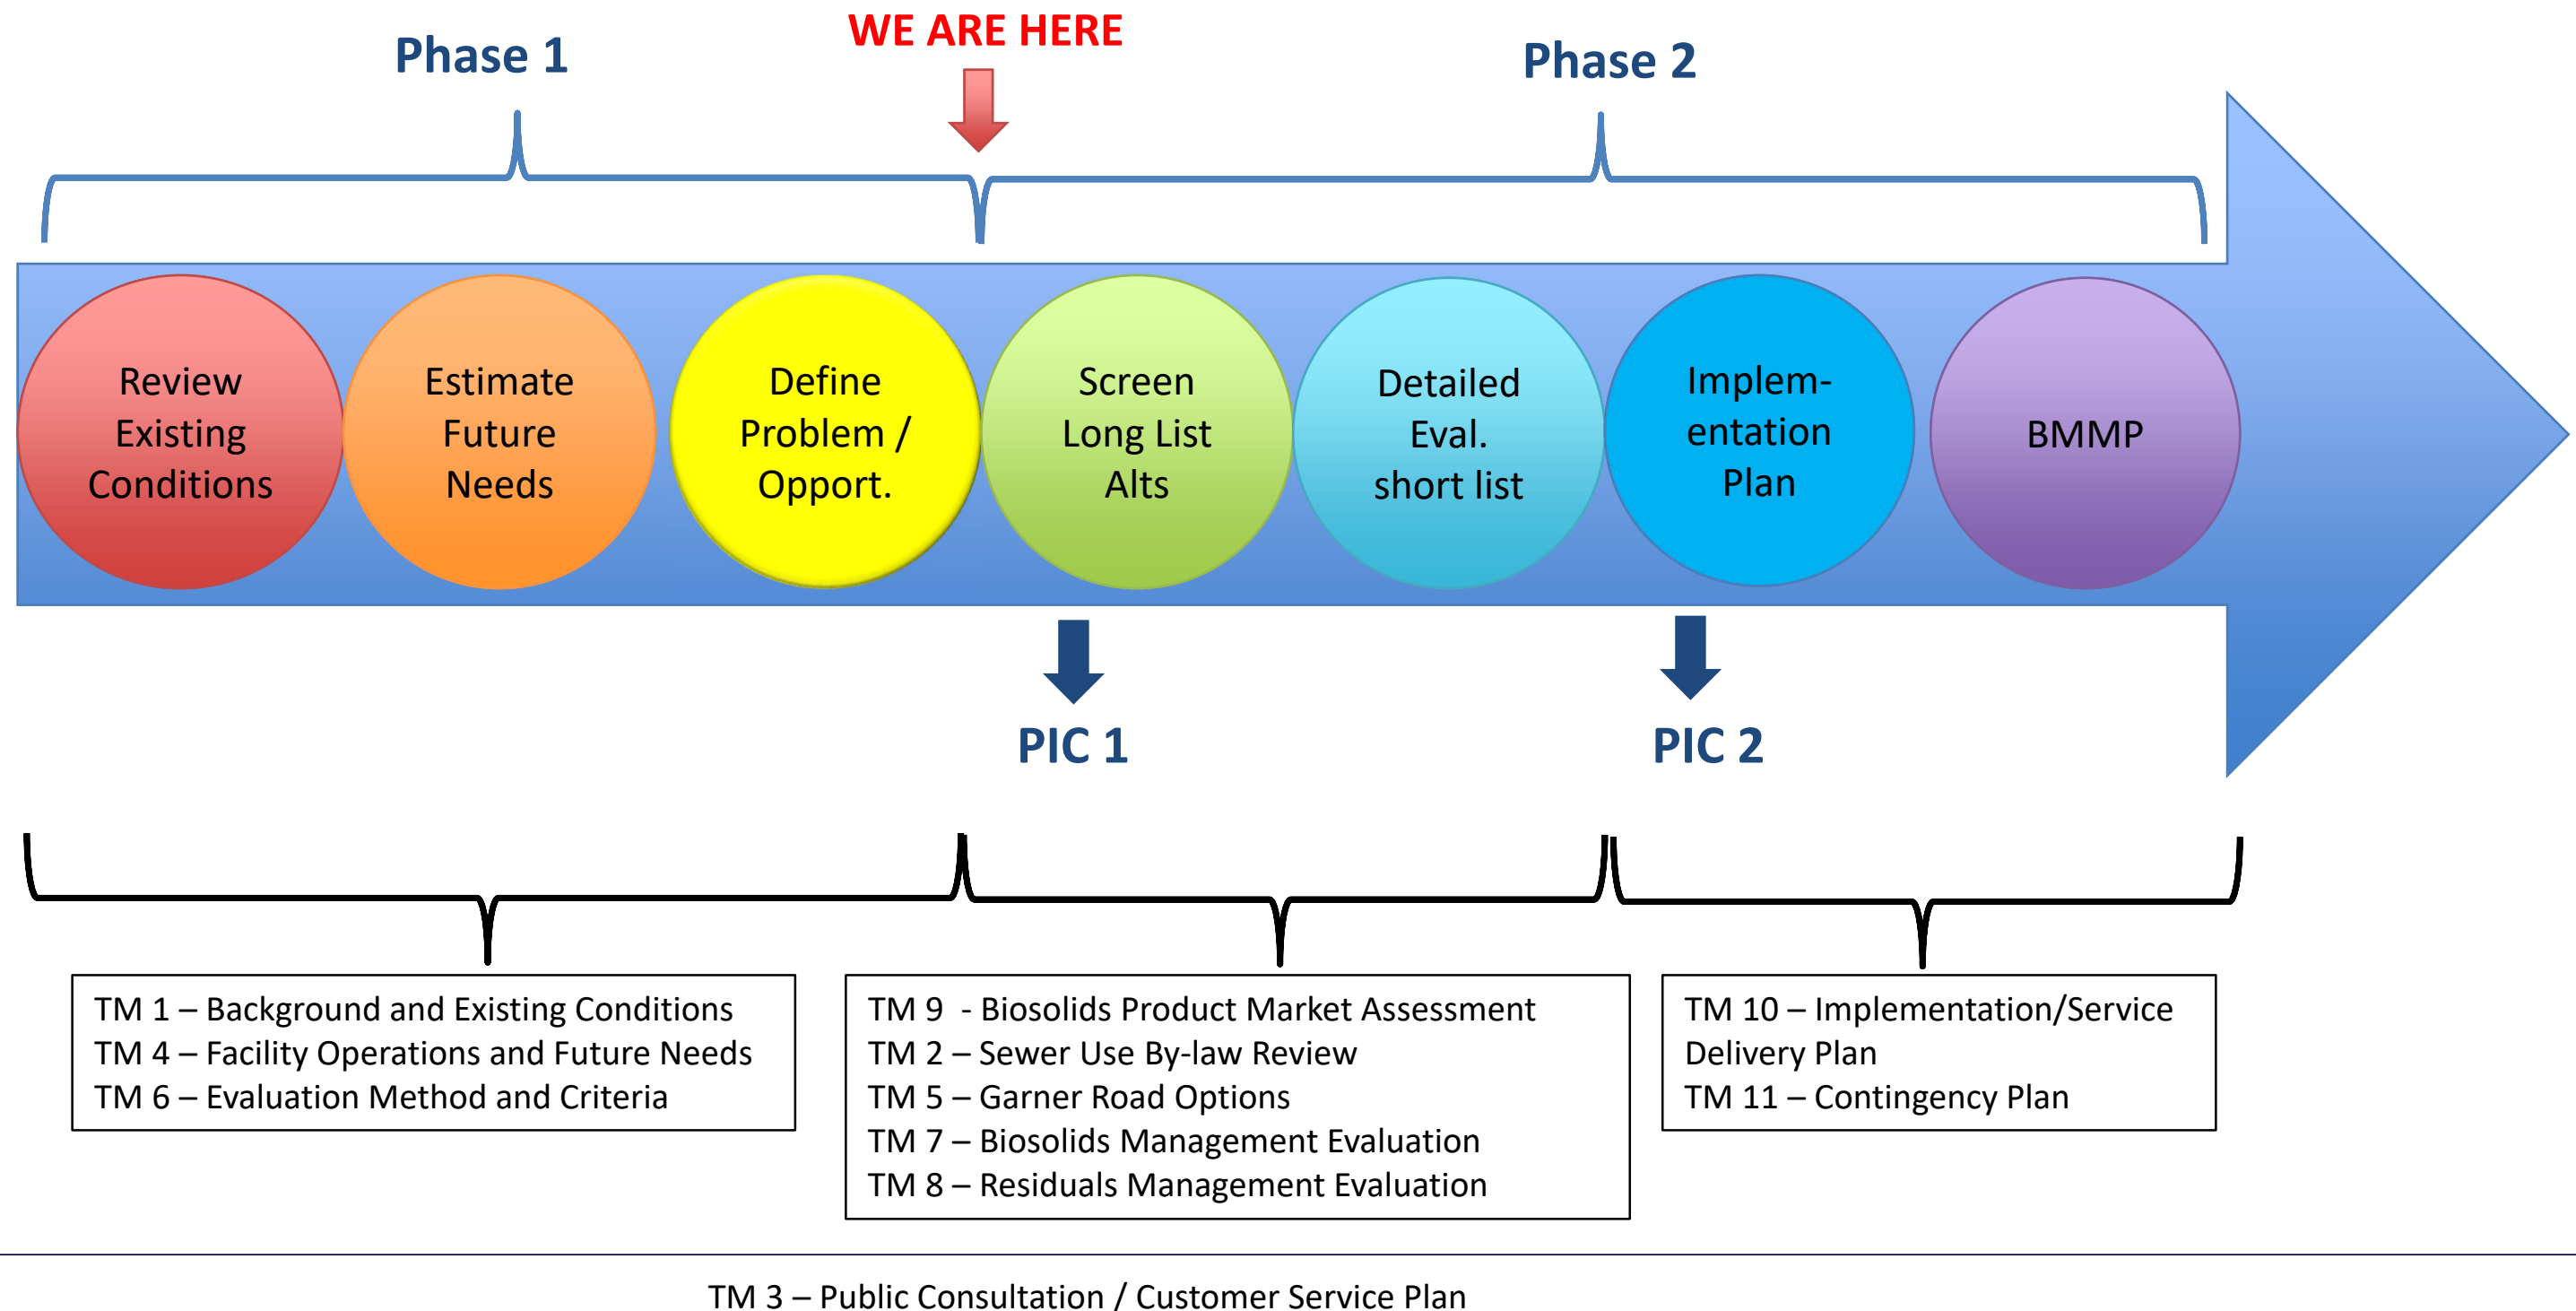 WE ARE HERE
Phase 1
Phase 2
Review
Existing
Conditions
Estimate
Future
Needs
Define
Problem /
Opport.
Screen
Long List
Alts
Detailed
Eval.
short list
Implem-
entation
Plan
BMMP
PIC 1
PIC 2
TM 1 – Background and Existing Conditions
TM 4 – Facility Operations and Future Needs
TM 6 – Evaluation Method and Criteria
TM 9  - Biosolids Product Market Assessment
TM 2 – Sewer Use By-law Review
TM 5 – Garner Road Options
TM 7 – Biosolids Management Evaluation
TM 8 – Residuals Management Evaluation
TM 10 – Implementation/Service
Delivery Plan
TM 11 – Contingency Plan
TM 3 – Public Consultation / Customer Service Plan